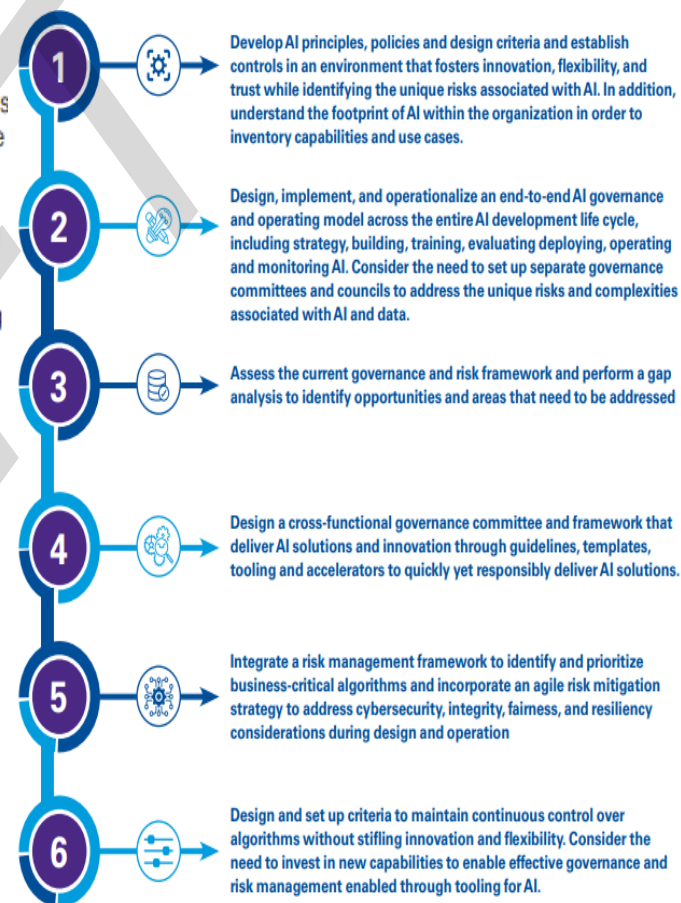 s
e
g
1
Develop AI principles, policies and design criteria and establish
controls in an environment that fosters innovation, flexibility, and
trust while identifying the unique risks associated with AI. In addition,
understand the footprint of AI within the organization in order to
inventory capabilities and use cases.
2
Design, implement, and operationalize an end-to-end AI governance
and operating model across the entire AI development life cycle,
including strategy, building, training, evaluating deploying, operating
and monitoring AI. Consider the need to set up separate governance
committees and councils to address the unique risks and complexities
associated with AI and data.
3
Assess the current governance and risk framework and perform a gap
analysis to identify opportunities and areas that need to be addressed
4
Design a cross-functional governance committee and framework that
deliver AI solutions and innovation through guidelines, templates,
tooling and accelerators to quickly yet responsibly deliver AI solutions.
5
Integrate a risk management framework to identify and prioritize
business-critical algorithms and incorporate an agile risk mitigation
strategy to address cybersecurity, integrity, fairness, and resiliency
considerations during design and operation
6
Design and set up criteria to maintain continuous control over
algorithms without stifling innovation and flexibility. Consider the
need to invest in new capabilities to enable effective governance and
risk management enabled through tooling for AI.